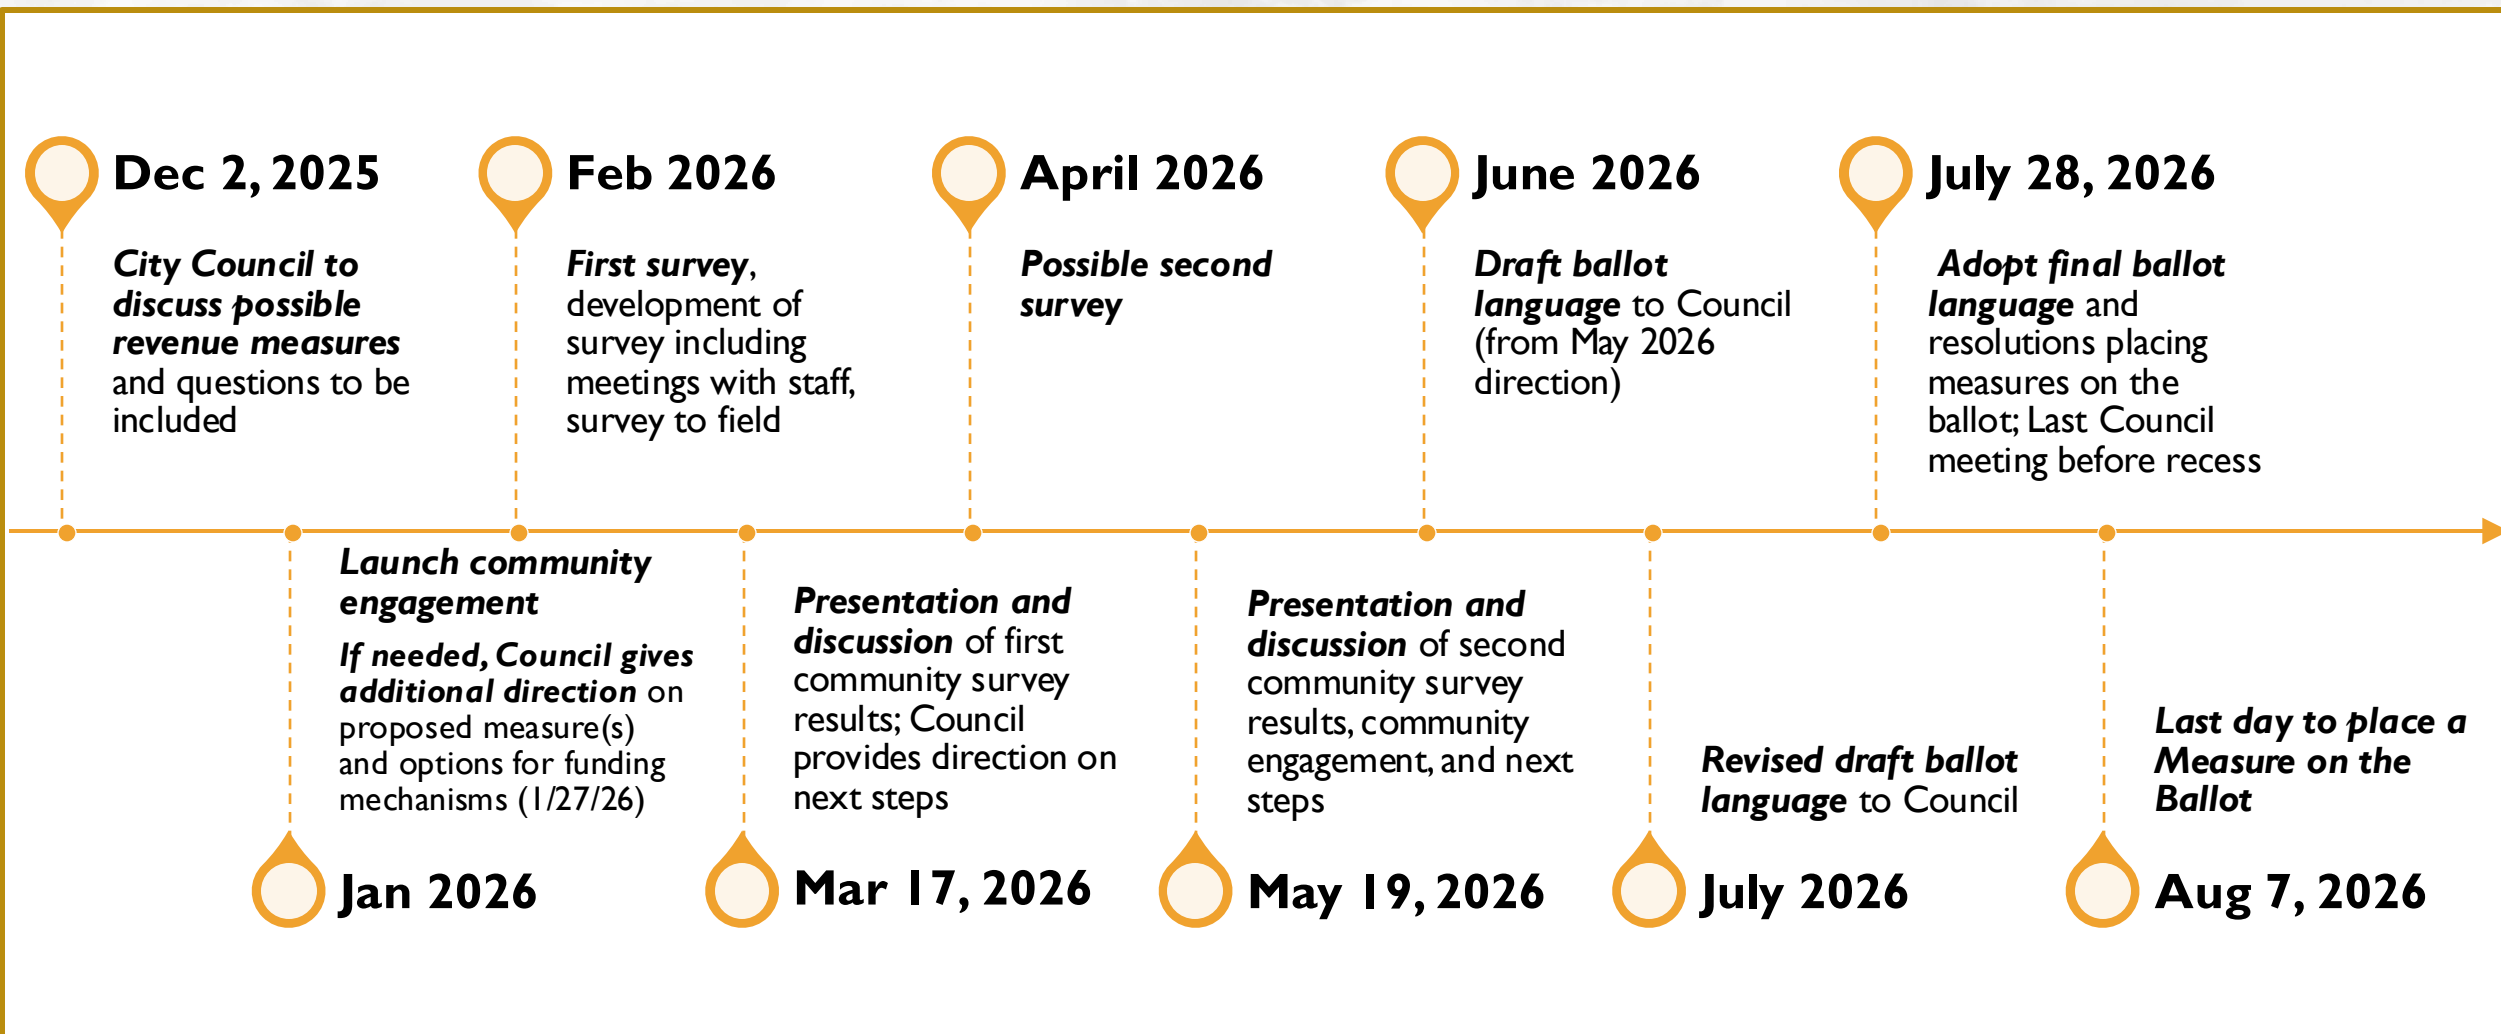 Dec 2, 2025
City Council to
discuss possible
revenue measures
and questions to be
included
Launch community
engagement
If needed, Council gives
additional direction on
proposed measure(s)
and options for funding
mechanisms (1/27/26)
Jan 2026
Feb 2026
First survey,
development of
survey including
meetings with staff,
survey to field
Presentation and
discussion of first
community survey
results; Council
provides direction on
next steps
Mar 17, 2026
April 2026
Possible second
survey
Presentation and
discussion of second
community survey
results, community
engagement, and next
steps
May 19, 2026
June 2026
Draft ballot
language to Council
(from May 2026
direction)
Revised draft ballot
language to Council
July 2026
July 28, 2026
Adopt final ballot
language and
resolutions placing
measures on the
ballot; Last Council
meeting before recess
Last day to place a
Measure on the
Ballot
Aug 7, 2026